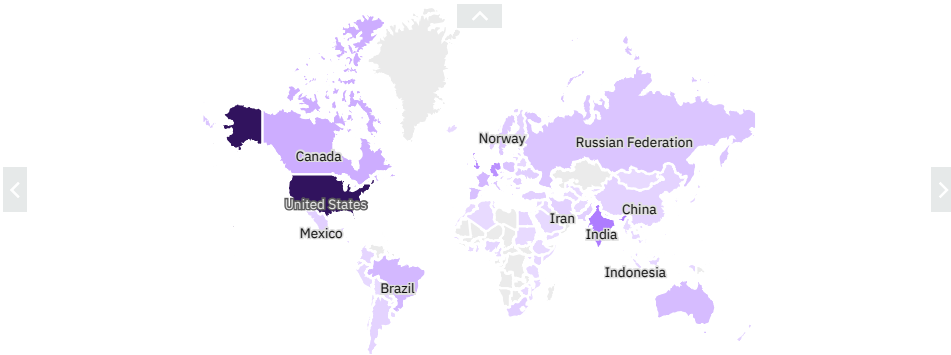 Norway
Russian Federation
Canada
United States
Iran
China
Mexico
India
Indonesia
Brazil